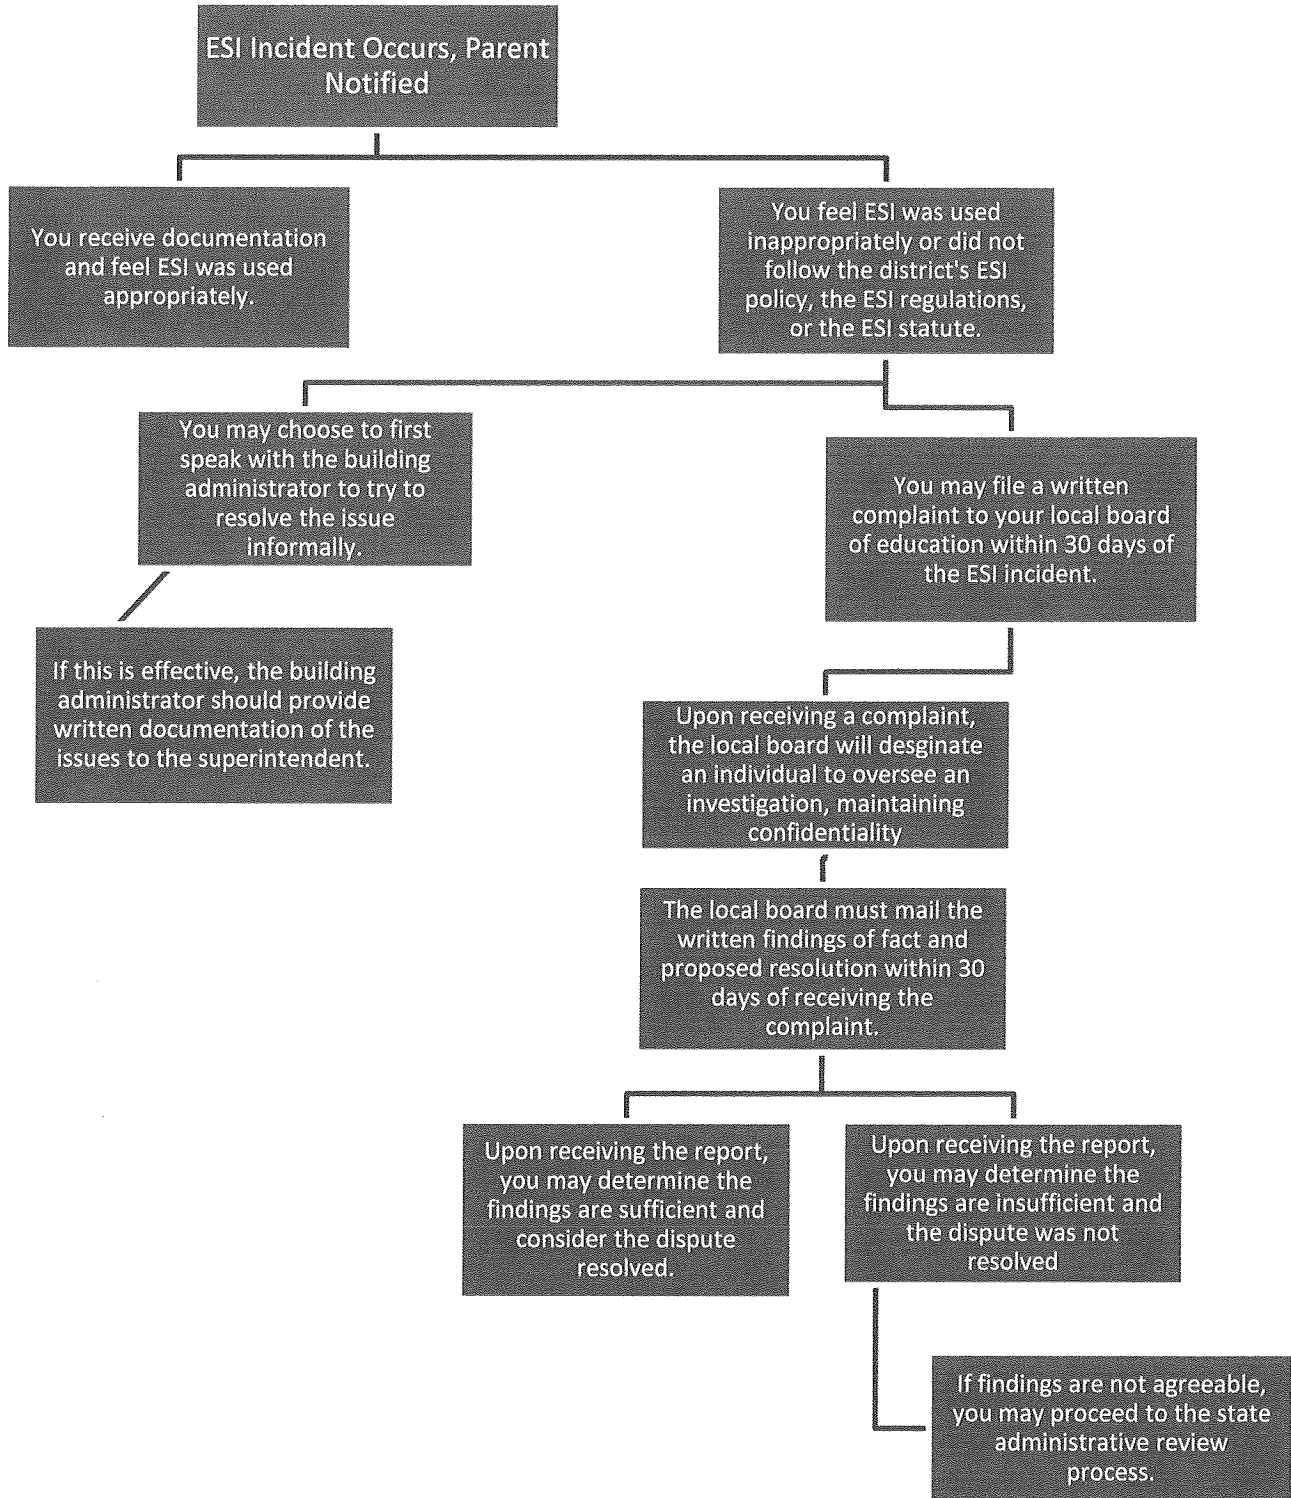 ESI Incident Occurs, Parent
Notified
You receive documentation
and feel ESI was used
appropriately.
You feel ESI was used
inappropriately or did not
follow the district's ESI
policy, the ESI regulations,
or the ESI statute.
You may choose to first
speak with the building
administrator to try to
resolve the issue
informally.
You may file a written
complaint to your local board
of education within 30 days of
the ESI incident.
If this is effective, the building
administrator should provide
written documentation of the
issues to the superintendent.
Upon receiving a complaint,
the local board will desginate
an individual to oversee an
investigation, maintaining
confidentiality
The local board must mail the
written findings of fact and
proposed resolution within 30
days of receiving the
complaint.
Upon receiving the report,
you may determine the
findings are sufficient and
consider the dispute
resolved.
Upon receiving the report,
you may determine the
findings are insufficient and
the dispute was not
resolved
If findings are not agreeable,
you may proceed to the state
administrative review
process.